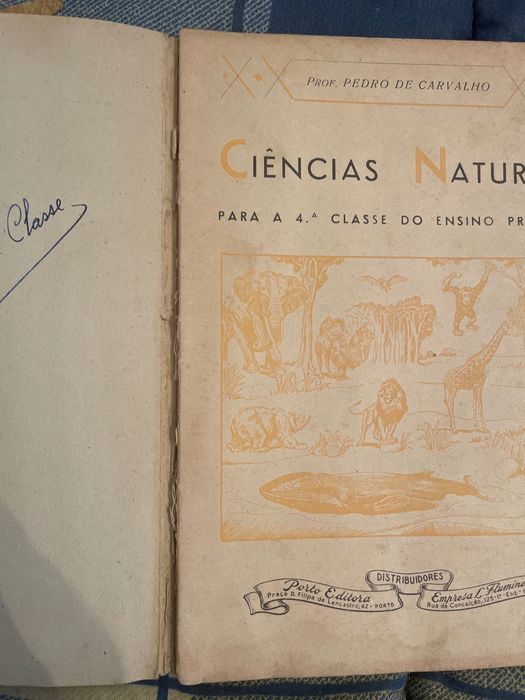 Classe
PROF. PEDRO DE CARVALHO
CIÊNCIAS NATUR
PARA A 4.ª CLASSE DO ENSINO PR
DISTRIBUIDORES
Porto Editora
Praça D. Filipa de Lencastre, 42 - PORTO
Empresa L. Flumine
Rua da Conceição, 125-1º